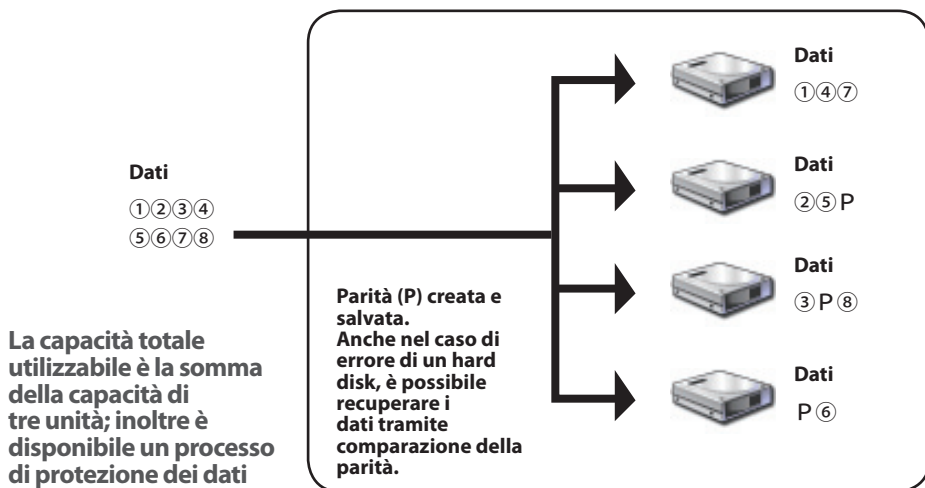 Dati
①②③④
⑤⑥⑦⑧
La capacità totale
utilizzabile è la somma
della capacità di
tre unità; inoltre è
disponibile un processo
di protezione dei dati
Parità (P) creata e
salvata.
Anche nel caso di
errore di un hard
disk, è possibile
recuperare i
dati tramite
comparazione della
parità.
Dati
①④⑦
Dati
②⑤P
Dati
③P⑧
Dati
P⑥